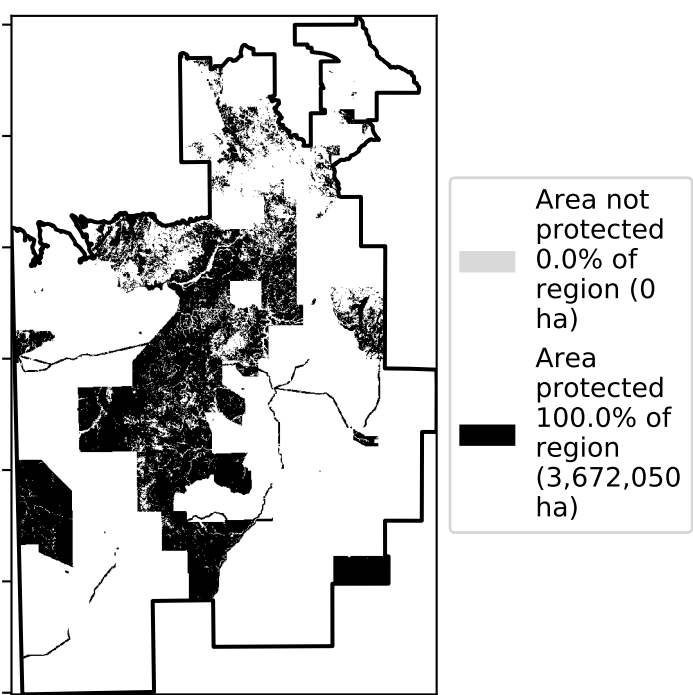 Area not
protected
0.0% of
region (0
ha)
Area
protected
100.0% of
region
(3,672,050
ha)